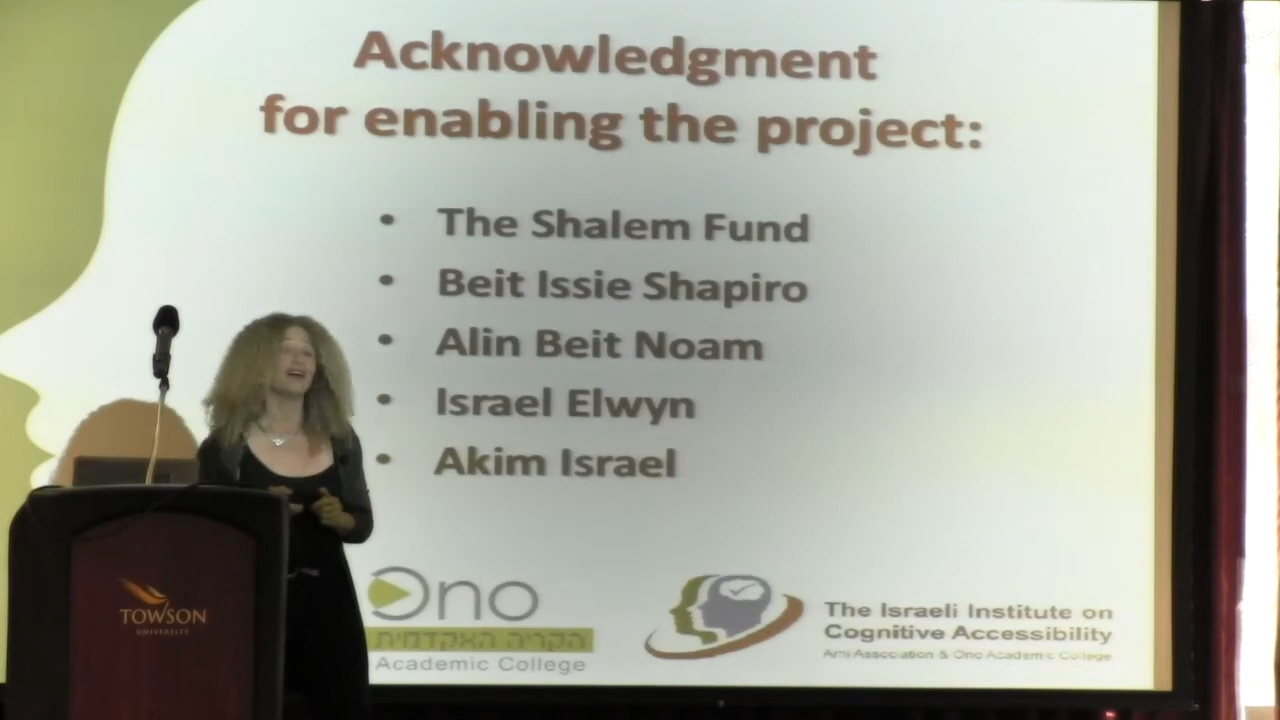 Acknowledgment
for enabling the project:
• The Shalem Fund
• Beit Issie Shapiro
• Alin Beit Noam
• Israel Elwyn
• Akim Israel
Ono
הקריה האקדמית
Academic College
The Israeli Institute on
Cognitive Accessibility
Ami Association & Ono Academic College
TOWSON
UNIVERSITY